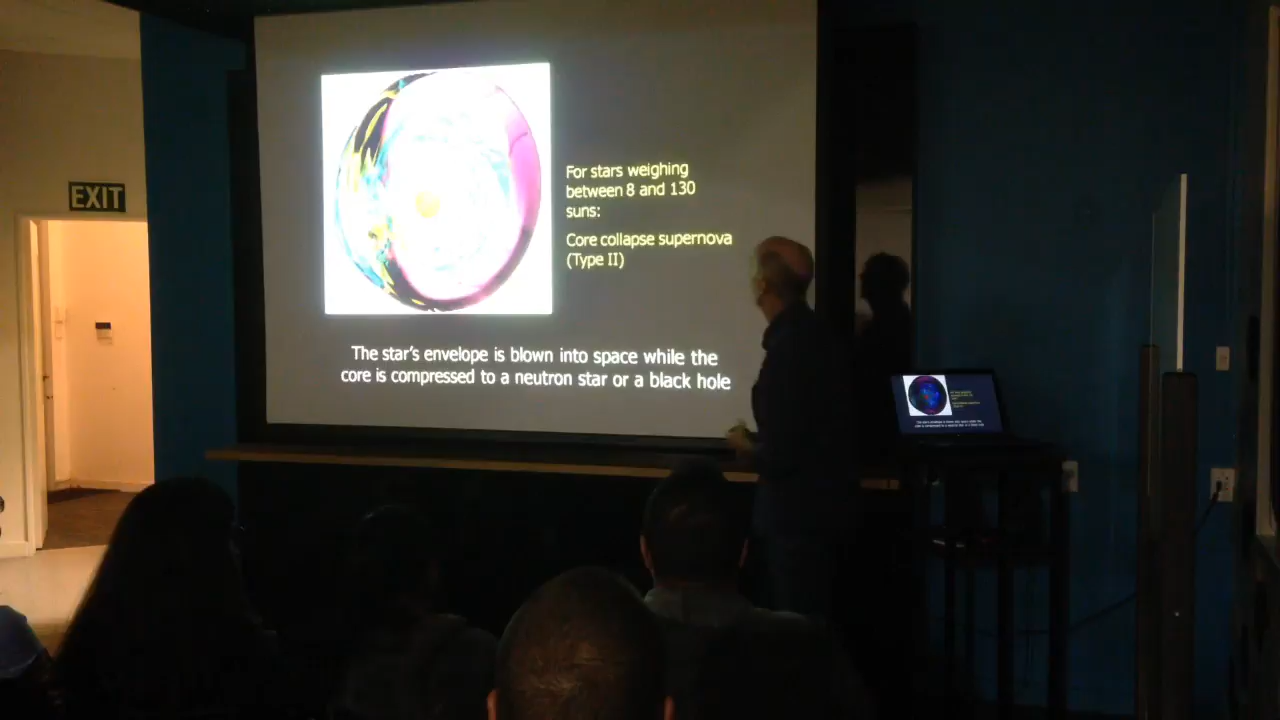 EXIT
For stars weighing
between 8 and 130
suns:
Core collapse supernova
(Type II)
The star's envelope is blown into space while the
core is compressed to a neutron star or a black hole